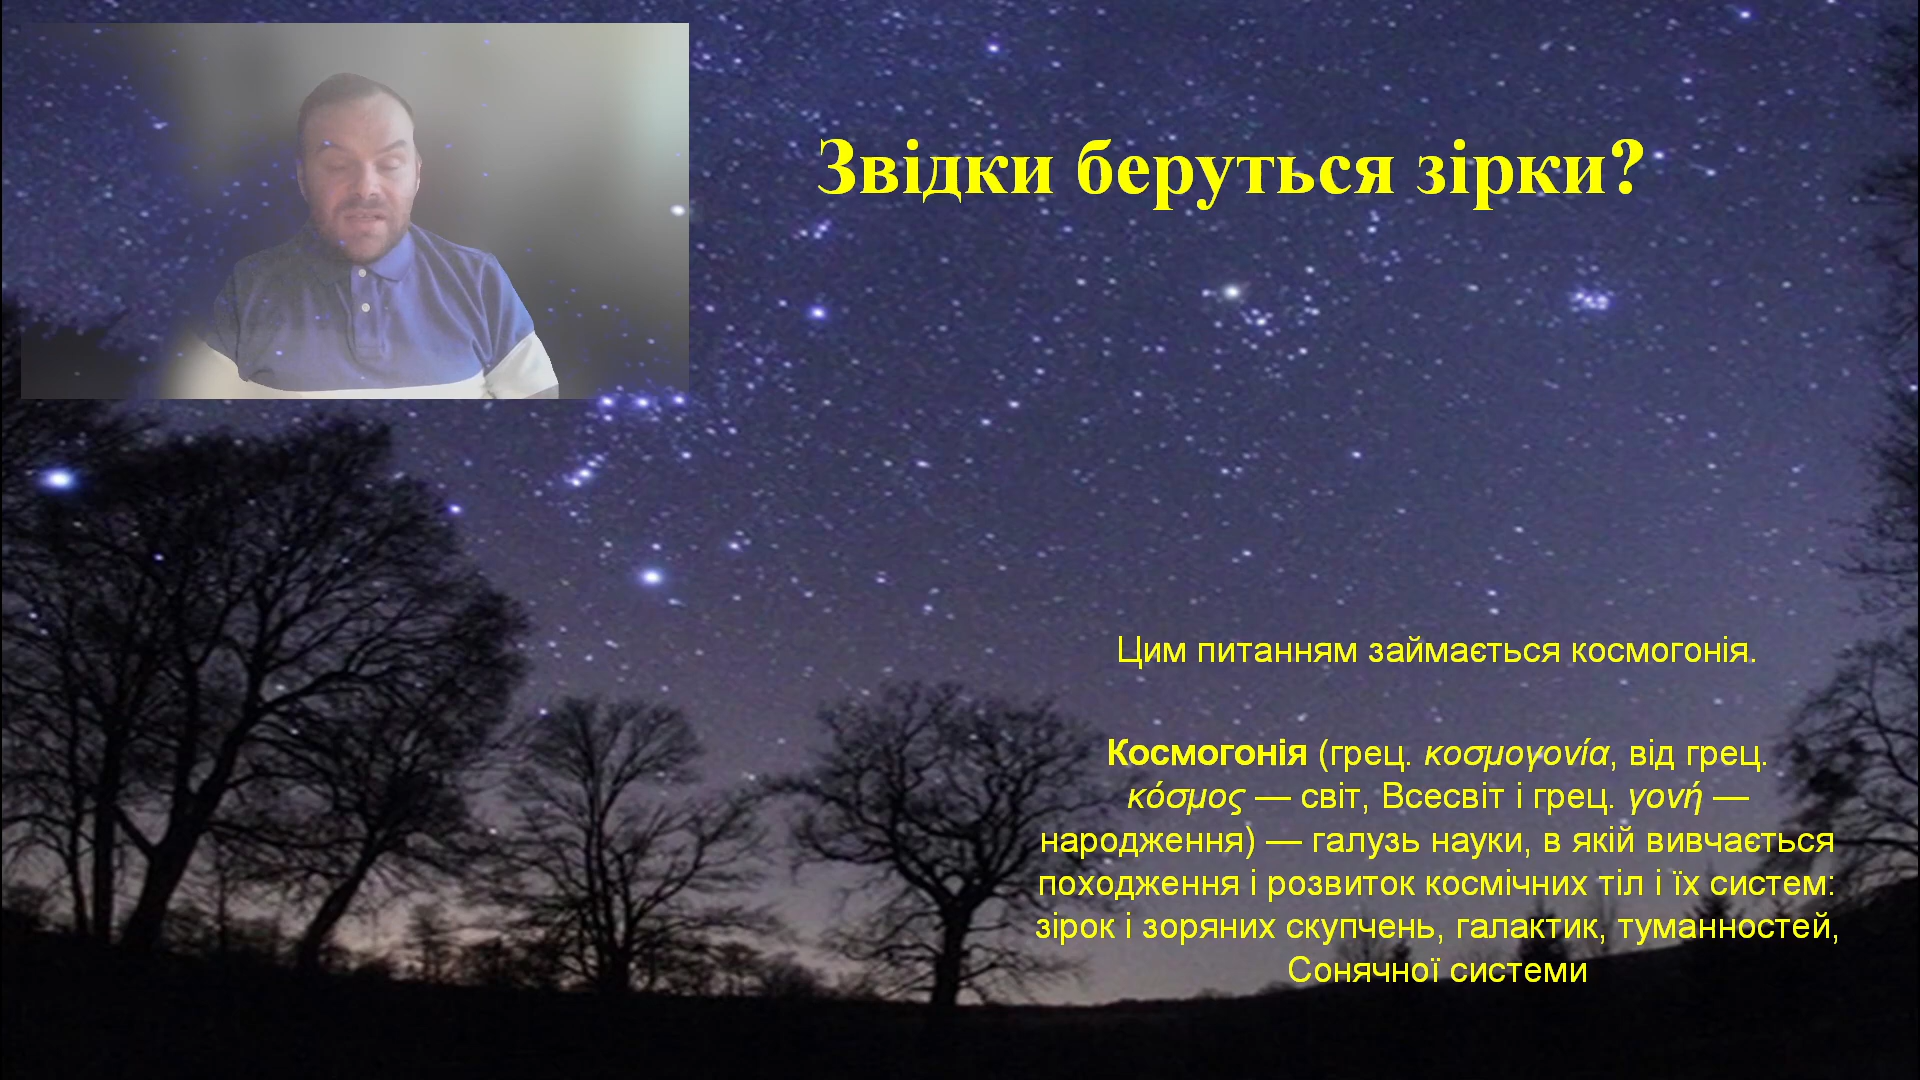 Звідки беруться зірки?
Цим питанням займається космогонія.
Космогонія (грец. κοσμογονία, від грец.
κόσμος — світ, Всесвіт і грец. γονή —
народження) — галузь науки, в якій вивчається
походження і розвиток космічних тіл і їх систем:
зірок і зоряних скупчень, галактик, туманностей,
Сонячної системи